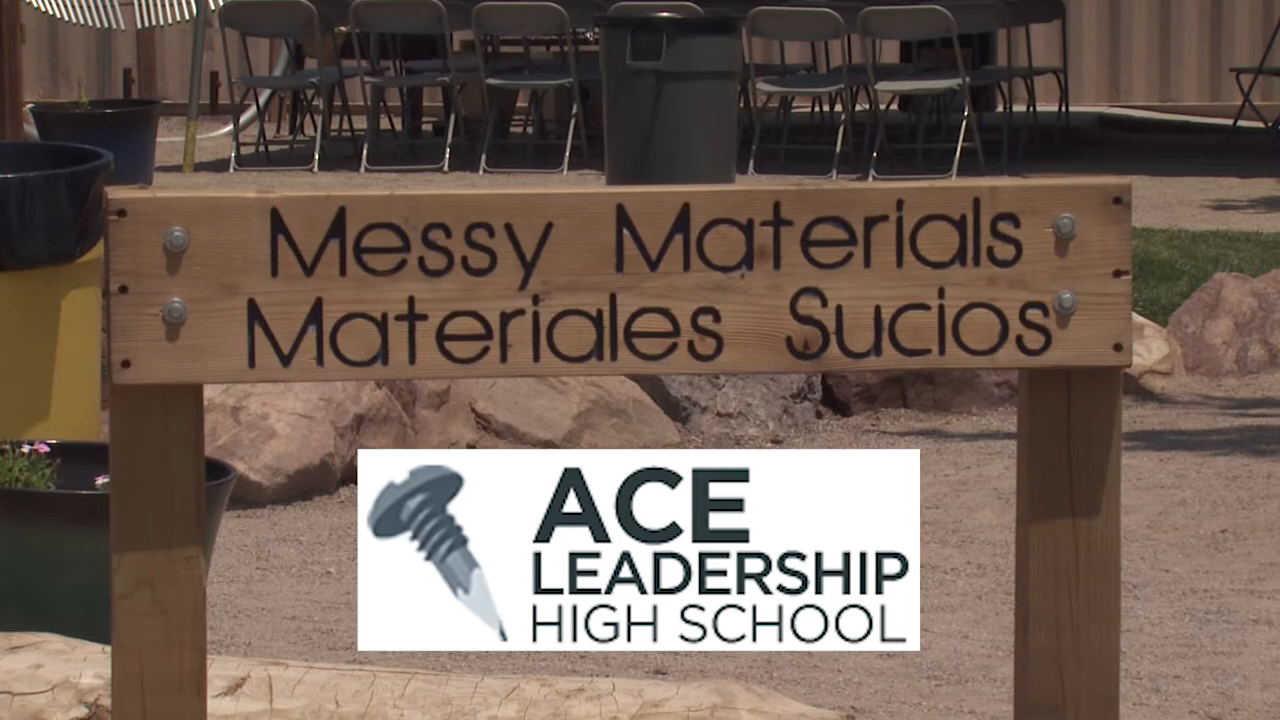 Messy Materials
Materiales Sucios
ACE
LEADERSHIP
HIGH SCHOOL